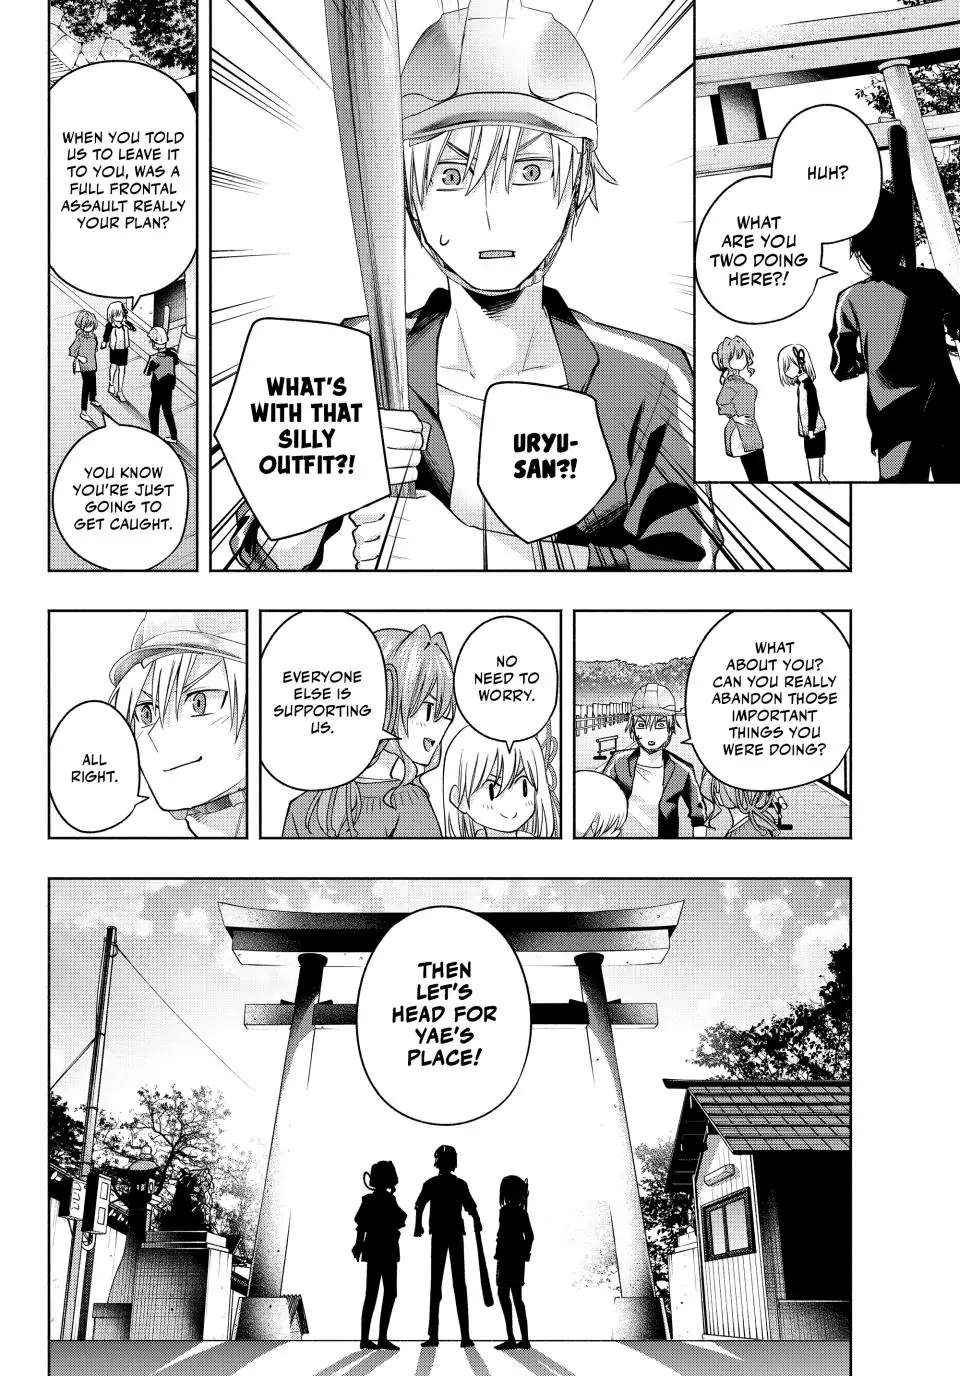 HUH?
WHAT
ARE YOU
TWO DOING
HERE?!
URYU-
SAN?!
WHAT'S
WITH THAT
SILLY
OUTFIT?!
WHEN YOU TOLD
US TO LEAVE IT
TO YOU, WAS A
FULL FRONTAL
ASSAULT REALLY
YOUR PLAN?
YOU KNOW
YOU'RE JUST
GOING TO
GET CAUGHT.
WHAT
ABOUT YOU?
CAN YOU REALLY
ABANDON THOSE
IMPORTANT
THINGS YOU
WERE DOING?
NO
NEED TO
WORRY.
EVERYONE
ELSE IS
SUPPORTING
US.
ALL
RIGHT.
THEN
LET'S
HEAD FOR
YAE'S
PLACE!